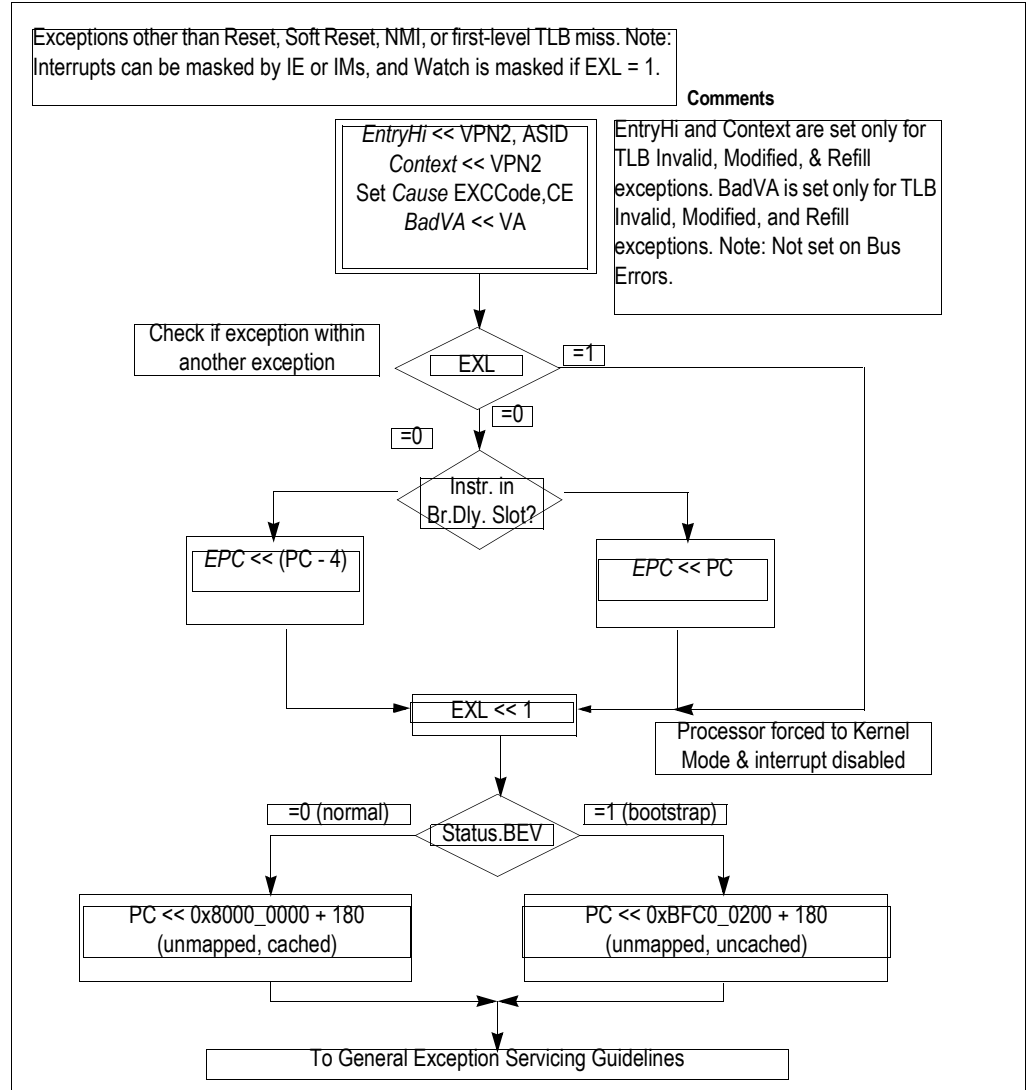 Exceptions other than Reset, Soft Reset, NMI, or first-level TLB miss. Note:
Interrupts can be masked by IE or IMs, and Watch is masked if EXL = 1.
Comments
EntryHi << VPN2, ASID
Context << VPN2
Set Cause EXCCode,CE
BadVA << VA
EntryHi and Context are set only for
TLB Invalid, Modified, & Refill
exceptions. BadVA is set only for TLB
Invalid, Modified, and Refill
exceptions. Note: Not set on Bus
Errors.
Check if exception within
another exception
EXL
=1
=0
=0
Instr. in
Br.Dly. Slot?
EPC << (PC - 4)
EPC << PC
EXL << 1
Processor forced to Kernel
Mode & interrupt disabled
=0 (normal)
Status.BEV
=1 (bootstrap)
PC << 0x8000_0000 + 180
(unmapped, cached)
PC << 0xBFC0_0200 + 180
(unmapped, uncached)
To General Exception Servicing Guidelines